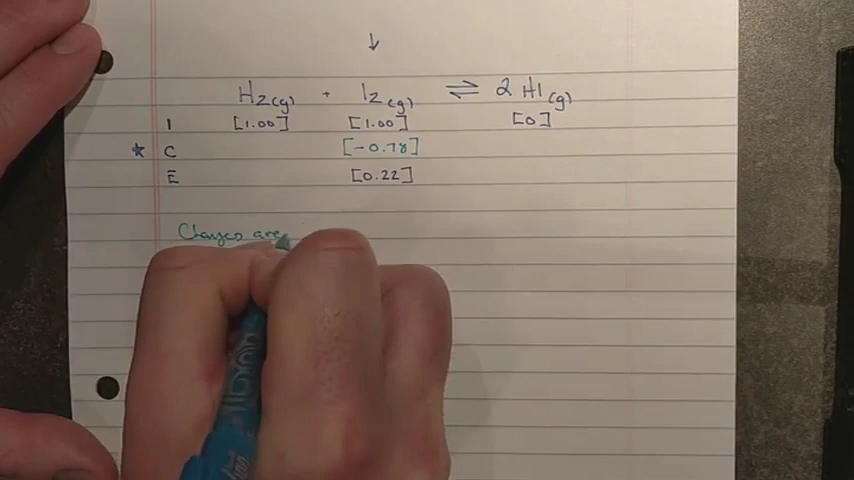 ↓
H2(g) + I2(g) ⇌ 2 HI(g)
I [1.00] [1.00] [0]
★ C [-0.78]
E [0.22]
Changes are